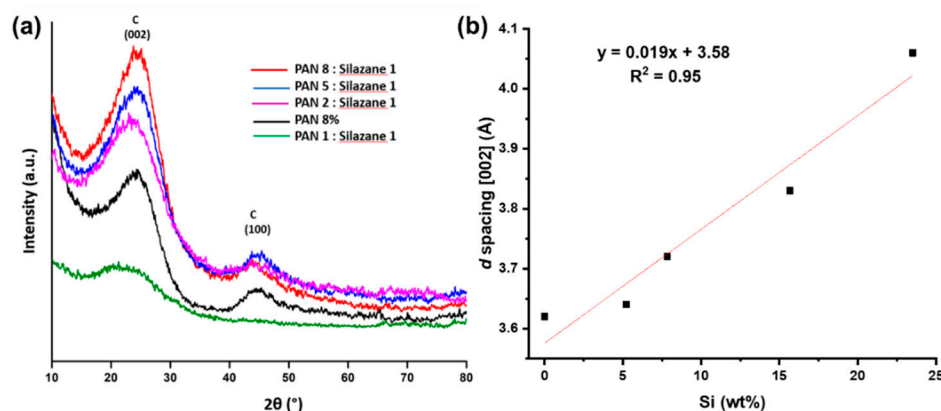 (a)
C
(002)
PAN 8 : Silazane 1
PAN 5 : Silazane 1
PAN 2 : Silazane 1
PAN 8%
PAN 1 : Silazane 1
C
(100)
Intensity (a.u.)
10 20 30 40 50 60 70 80
2θ (°)
(b)
y = 0.019x + 3.58
R² = 0.95
4.1
4.0
3.9
3.8
3.7
3.6
d spacing [002] (Å)
0 5 10 15 20 25
Si (wt%)